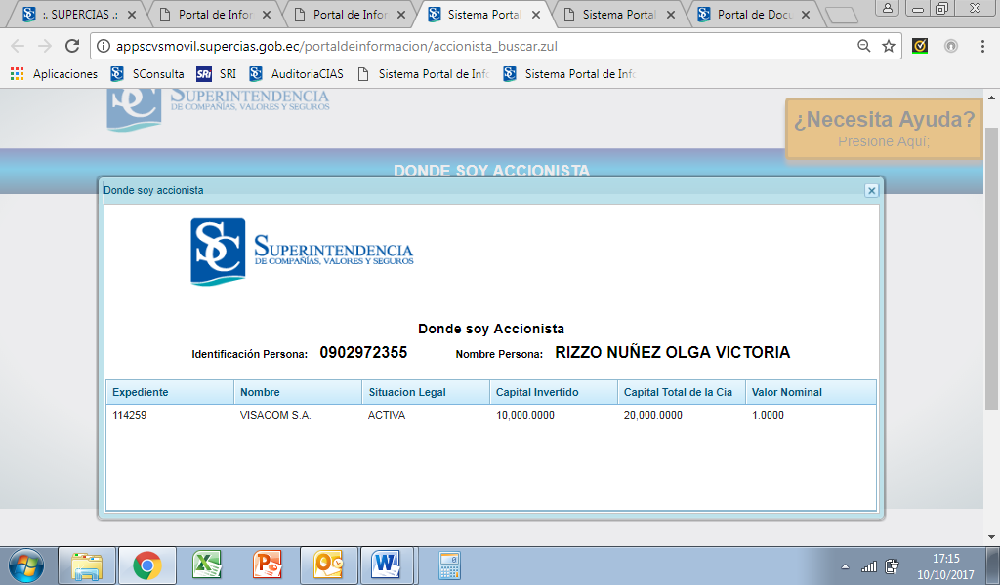 :. SUPERCIAS .:
Portal de Infor
Portal de Infor
Sistema Portal
Sistema Portal
Portal de Docu
appscvsmovil.supercias.gob.ec/portaldeinformacion/accionista_buscar.zul
Aplicaciones
SConsulta
SRi SRI
AuditoriaCIAS
Sistema Portal de Info
Sistema Portal de Info
SUPERINTENDENCIA
DE COMPAÑÍAS, VALORES Y SEGUROS
¿Necesita Ayuda?
Presione Aquí;
DONDE SOY ACCIONISTA
Donde soy accionista
SUPERINTENDENCIA
DE COMPAÑÍAS, VALORES Y SEGUROS
Donde soy Accionista
Identificación Persona: 0902972355 Nombre Persona: RIZZO NUÑEZ OLGA VICTORIA
Expediente Nombre Situacion Legal Capital Invertido Capital Total de la Cia Valor Nominal
114259 VISACOM S.A. ACTIVA 10,000.0000 20,000.0000 1.0000
17:15
10/10/2017